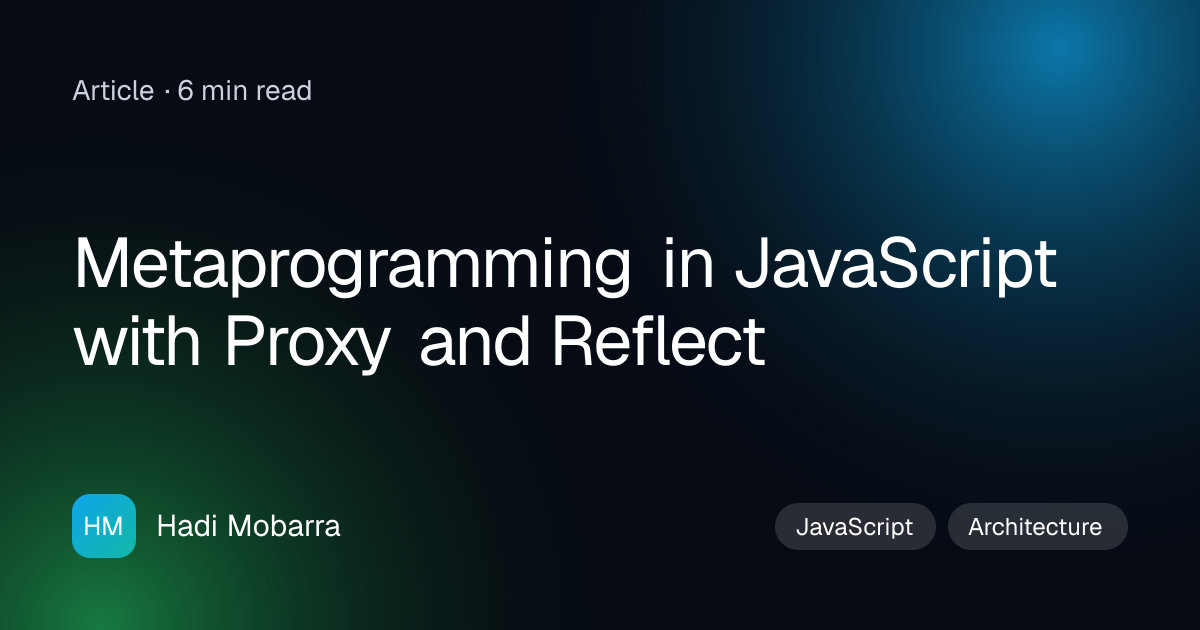 Article · 6 min read
Metaprogramming in JavaScript
with Proxy and Reflect
HM
Hadi Mobarra
JavaScript
Architecture